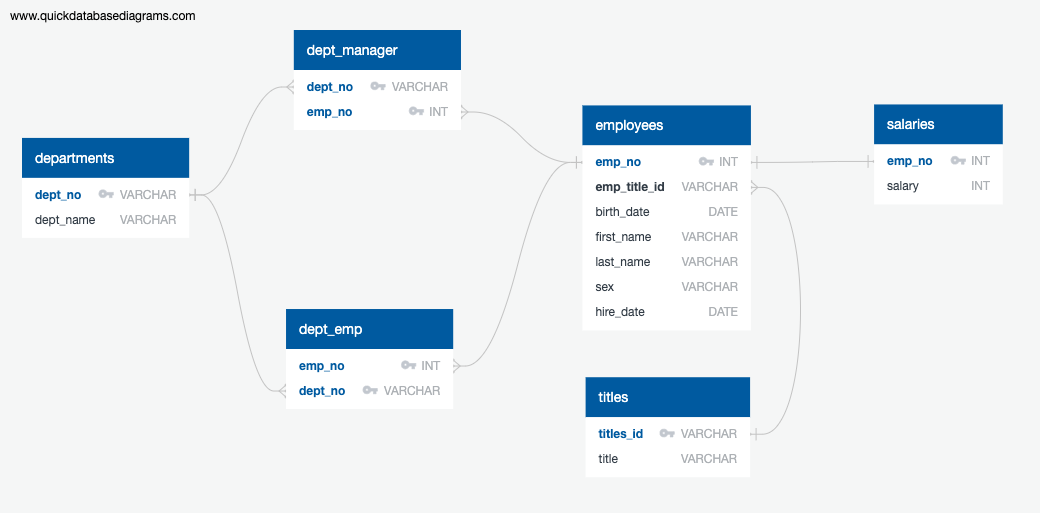 www.quickdatabasediagrams.com
dept_manager
dept_no VARCHAR
emp_no INT
departments
dept_no VARCHAR
dept_name VARCHAR
dept_emp
emp_no INT
dept_no VARCHAR
employees
emp_no INT
emp_title_id VARCHAR
birth_date DATE
first_name VARCHAR
last_name VARCHAR
sex VARCHAR
hire_date DATE
salaries
emp_no INT
salary INT
titles
titles_id VARCHAR
title VARCHAR